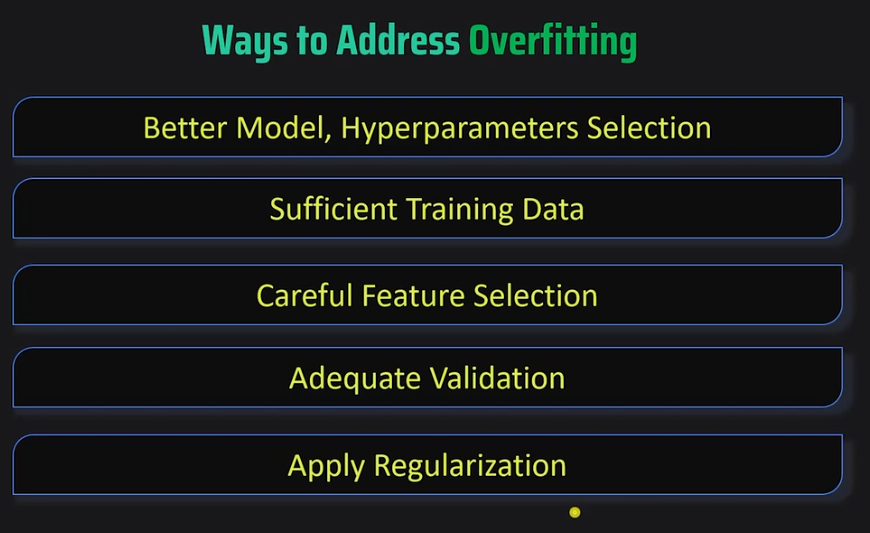 Ways to Address Overfitting
Better Model, Hyperparameters Selection
Sufficient Training Data
Careful Feature Selection
Adequate Validation
Apply Regularization